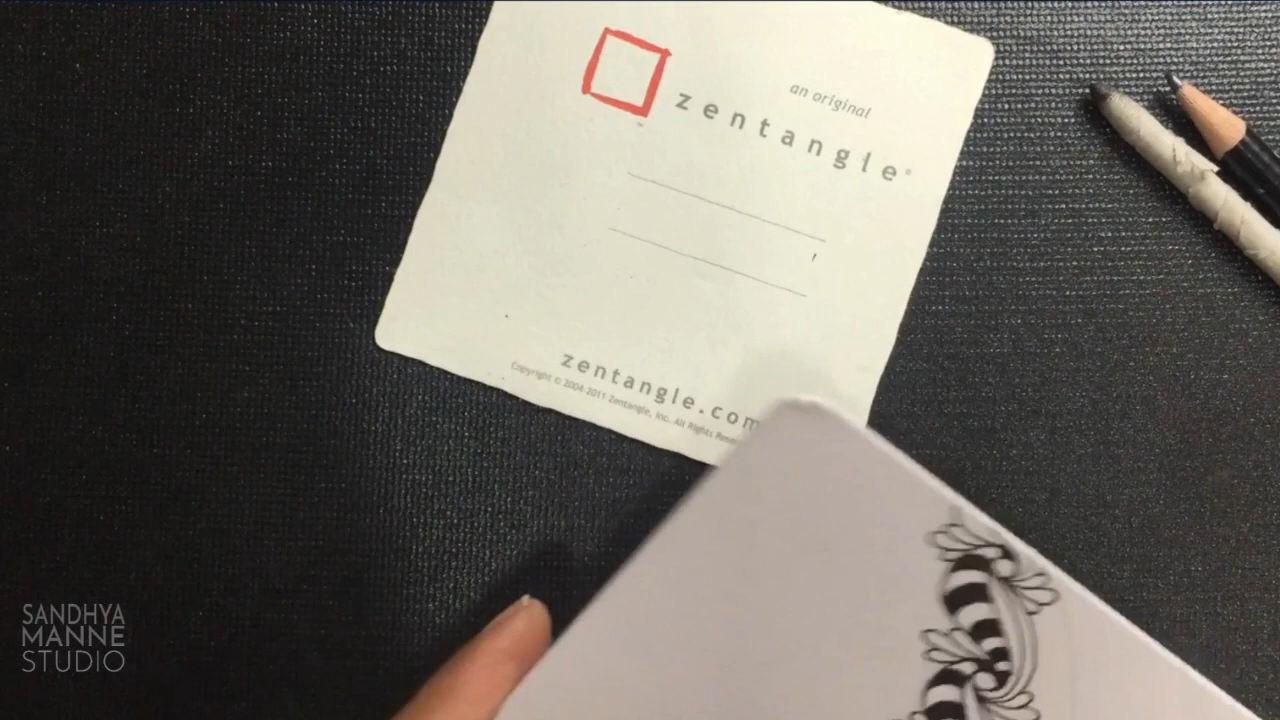 an original
zentangle®
zentangle.com
Copyright © 2004-2011 Zentangle, Inc. All Rights
SANDHYA
MANNE
STUDIO